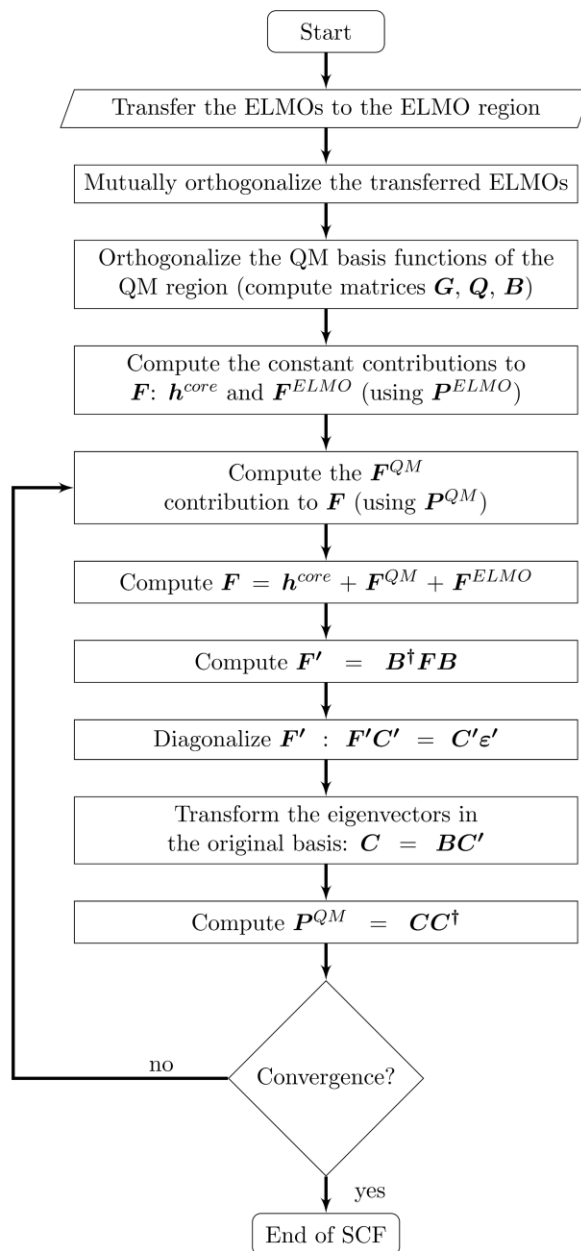 Start
Transfer the ELMOs to the ELMO region
Mutually orthogonalize the transferred ELMOs
Orthogonalize the QM basis functions of the
QM region (compute matrices G, Q, B)
Compute the constant contributions to
F: h^core and F^ELMO (using P^ELMO)
Compute the F^QM
contribution to F (using P^QM)
Compute F = h^core + F^QM + F^ELMO
Compute F′ = B†FB
Diagonalize F′ : F′C′ = C′ε′
Transform the eigenvectors in
the original basis: C = BC′
Compute P^QM = CC†
no
Convergence?
yes
End of SCF